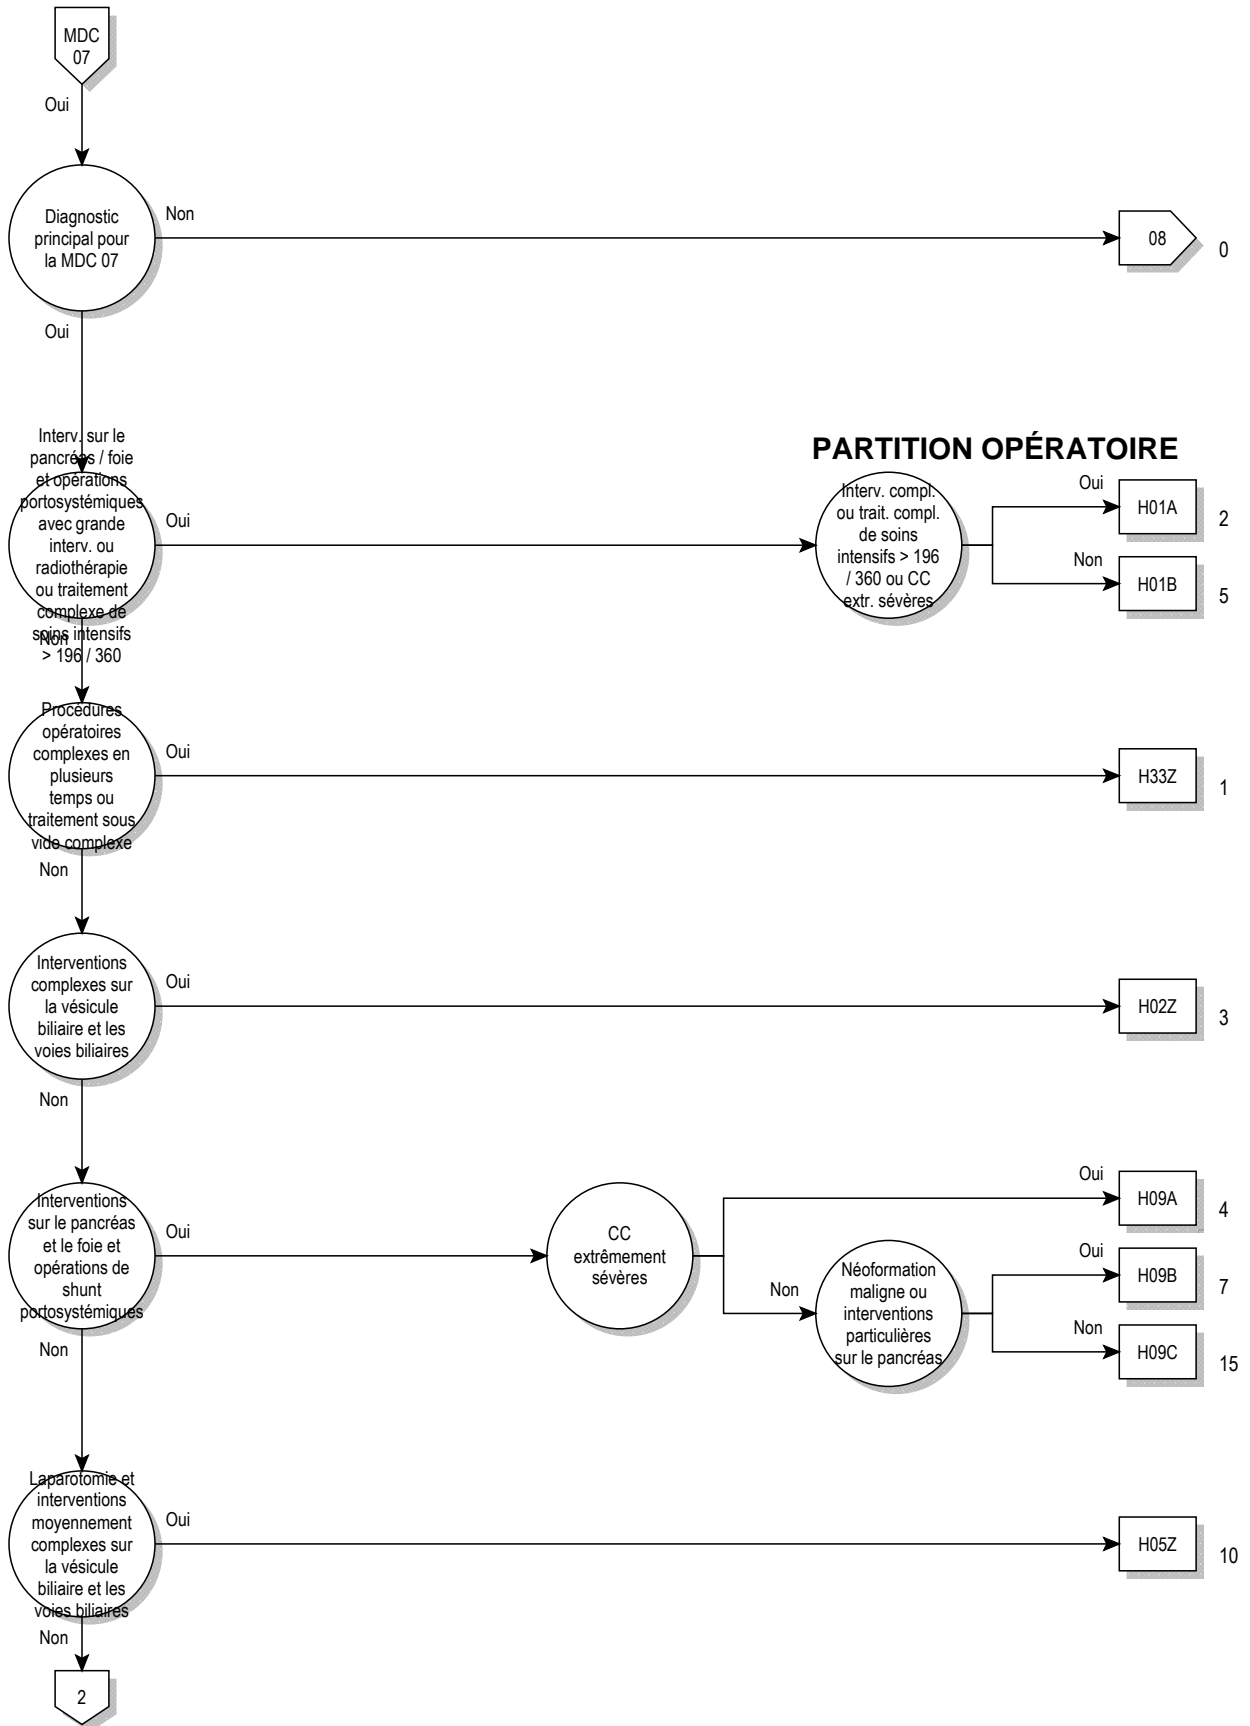 MDC
07
Oui
Diagnostic
principal pour
la MDC 07
Non
08
0
Oui
PARTITION OPÉRATOIRE
Interv. sur le
pancréas / foie
et opérations
portosystémiques
avec grande
interv. ou
radiothérapie
ou traitement
complexe de
soins intensifs
> 196 / 360
Oui
Interv. compl.
ou trait. compl.
de soins
intensifs > 196
/ 360 ou CC
extr. sévères
Oui
H01A
2
Non
H01B
5
Non
Procédures
opératoires
complexes en
plusieurs
temps ou
traitement sous
vide complexe
Oui
H33Z
1
Non
Interventions
complexes sur
la vésicule
biliaire et les
voies biliaires
Oui
H02Z
3
Non
Interventions
sur le pancréas
et le foie et
opérations de
shunt
portosystémiques
Oui
CC
extrêmement
sévères
Oui
H09A
4
Non
Néoformation
maligne ou
interventions
particulières
sur le pancréas
Oui
H09B
7
Non
H09C
15
Non
Laparotomie et
interventions
moyennement
complexes sur
la vésicule
biliaire et les
voies biliaires
Oui
H05Z
10
Non
2